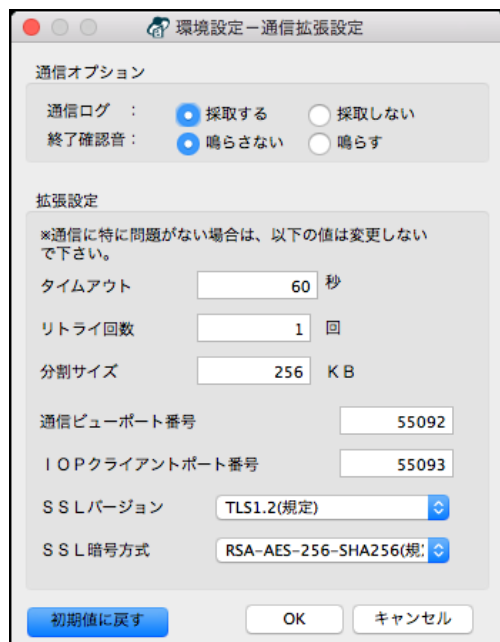 環境設定－通信拡張設定
通信オプション
通信ログ ： 採取する 採取しない
終了確認音： 鳴らさない 鳴らす
拡張設定
※通信に特に問題がない場合は、以下の値は変更しない
で下さい。
タイムアウト 60 秒
リトライ回数 1 回
分割サイズ 256 ＫＢ
通信ビューポート番号 55092
ＩＯＰクライアントポート番号 55093
ＳＳＬバージョン TLS1.2(規定)
ＳＳＬ暗号方式 RSA-AES-256-SHA256(規
初期値に戻す OK キャンセル